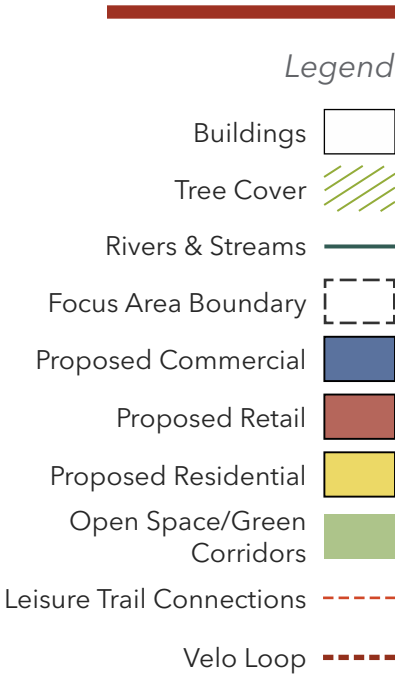 Legend
Buildings
Tree Cover
Rivers & Streams
Focus Area Boundary
Proposed Commercial
Proposed Retail
Proposed Residential
Open Space/Green
Corridors
Leisure Trail Connections
Velo Loop